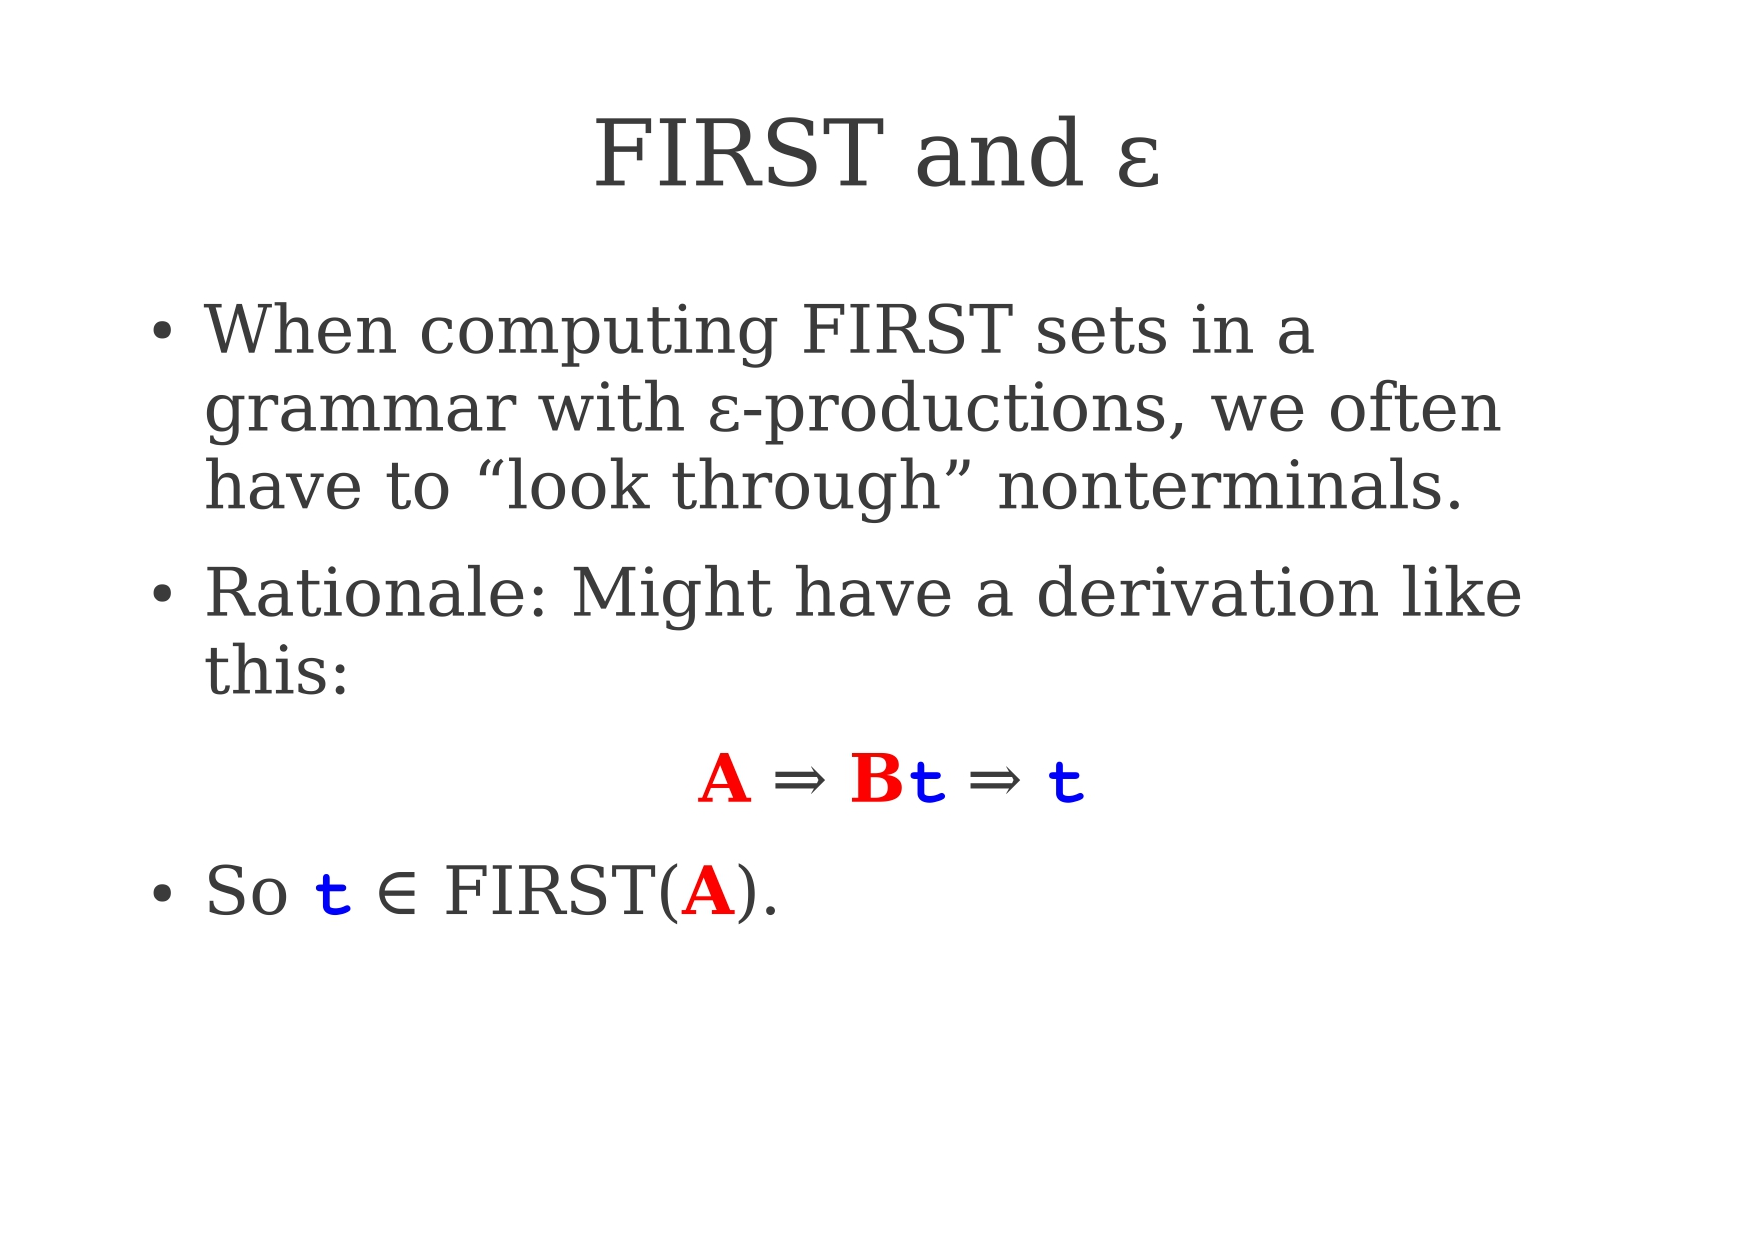 FIRST and ε
• When computing FIRST sets in a
grammar with ε-productions, we often
have to “look through” nonterminals.
• Rationale: Might have a derivation like
this:
A ⇒ Bt ⇒ t
• So t ∈ FIRST(A).